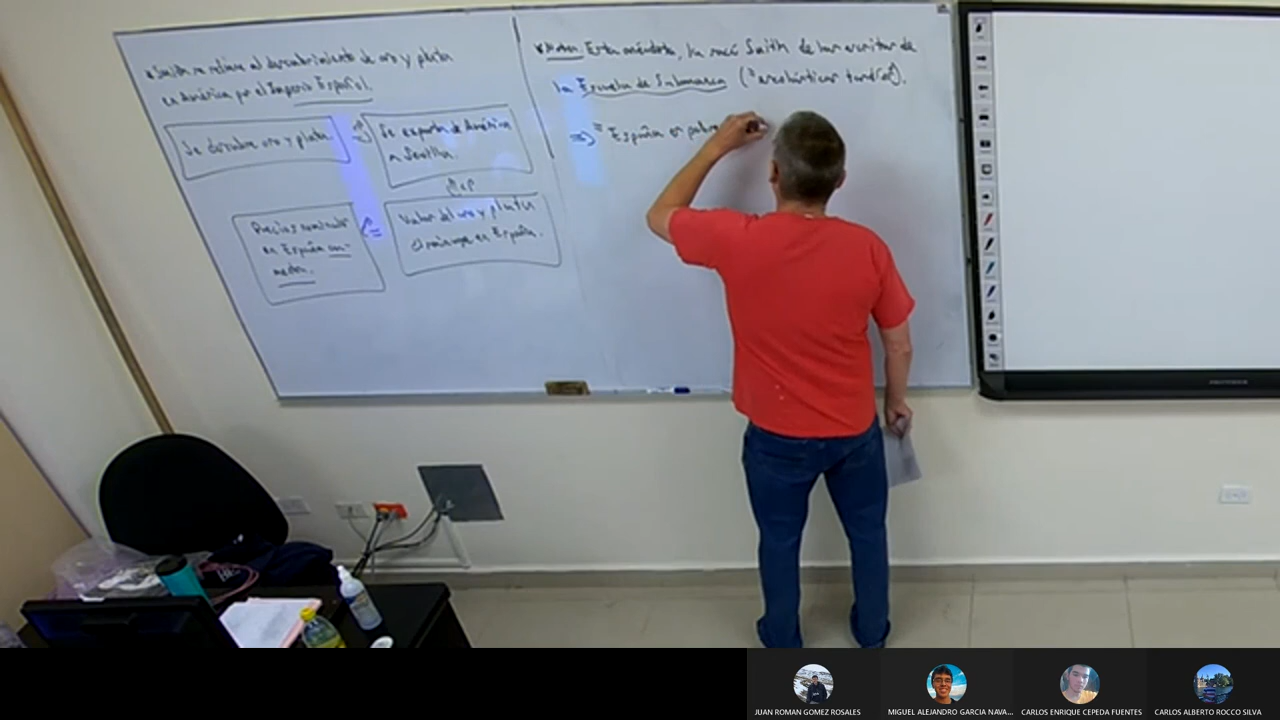 Smith se refiere al descubrimiento de oro y plata
en América por el Imperio Español.
Se descubre oro y plata.
Se exporta de América
a Sevilla.
Valor del oro y plata
disminuye en España.
Precios
en España au-
mentan.
Notas: Esta anécdota, la sacó Smith de los escritos de
la Escuela de Salamanca ("escolásticos tardíos").
⇒ "España es pobre
JUAN ROMAN GOMEZ ROSALES
MIGUEL ALEJANDRO GARCIA NAVA...
CARLOS ENRIQUE CEPEDA FUENTES
CARLOS ALBERTO ROCCO SILVA